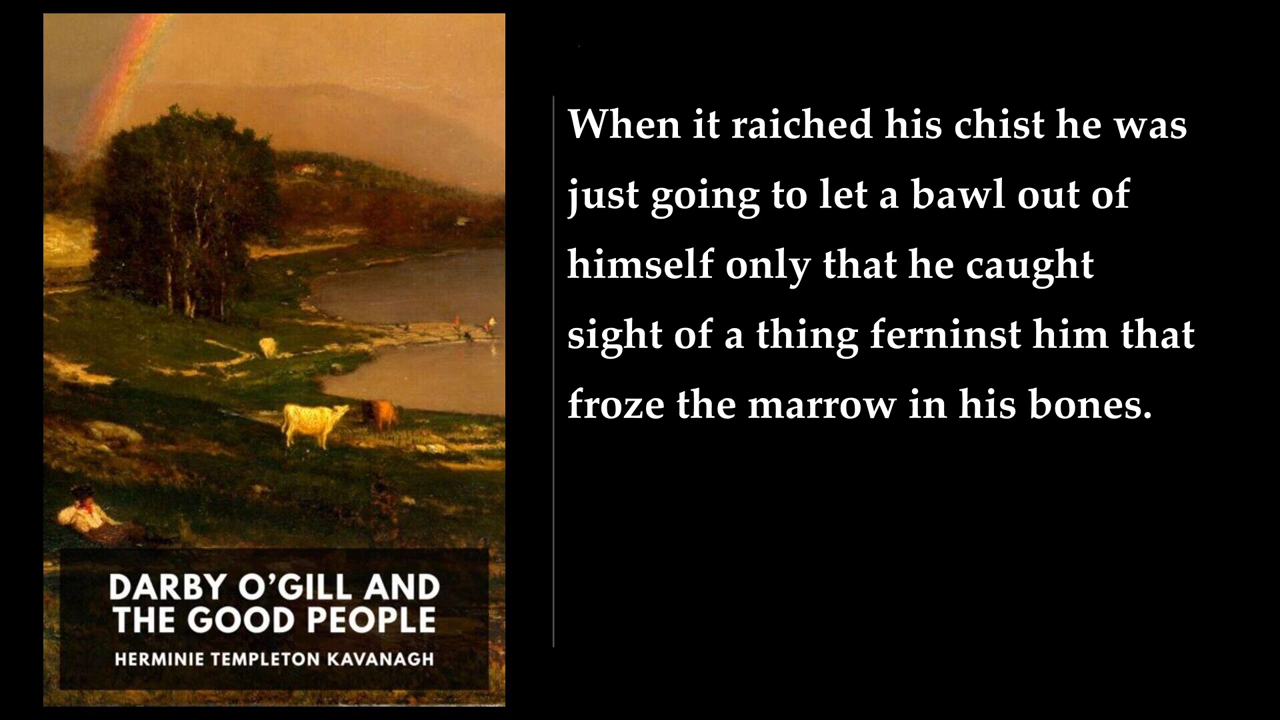 When it raiched his chist he was
just going to let a bawl out of
himself only that he caught
sight of a thing ferninst him that
froze the marrow in his bones.
DARBY O’GILL AND
THE GOOD PEOPLE
HERMINIE TEMPLETON KAVANAGH